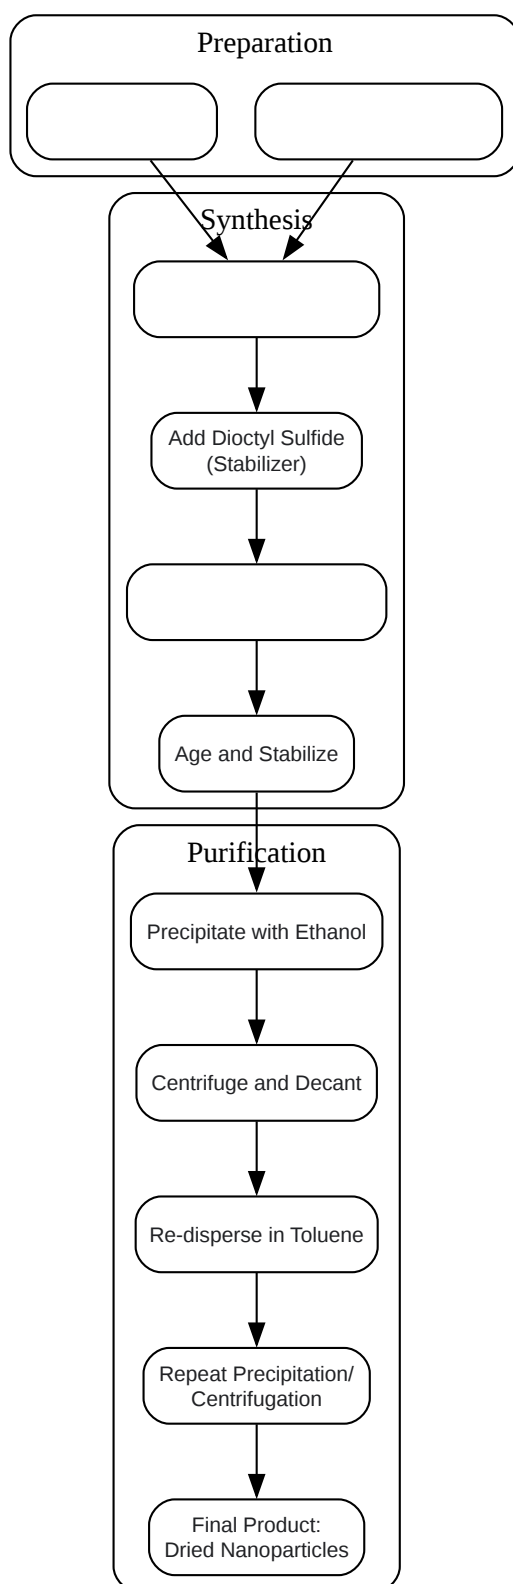 Preparation
Synthesis
Add Dioctyl Sulfide
(Stabilizer)
Age and Stabilize
Purification
Precipitate with Ethanol
Centrifuge and Decant
Re-disperse in Toluene
Repeat Precipitation/
Centrifugation
Final Product:
Dried Nanoparticles